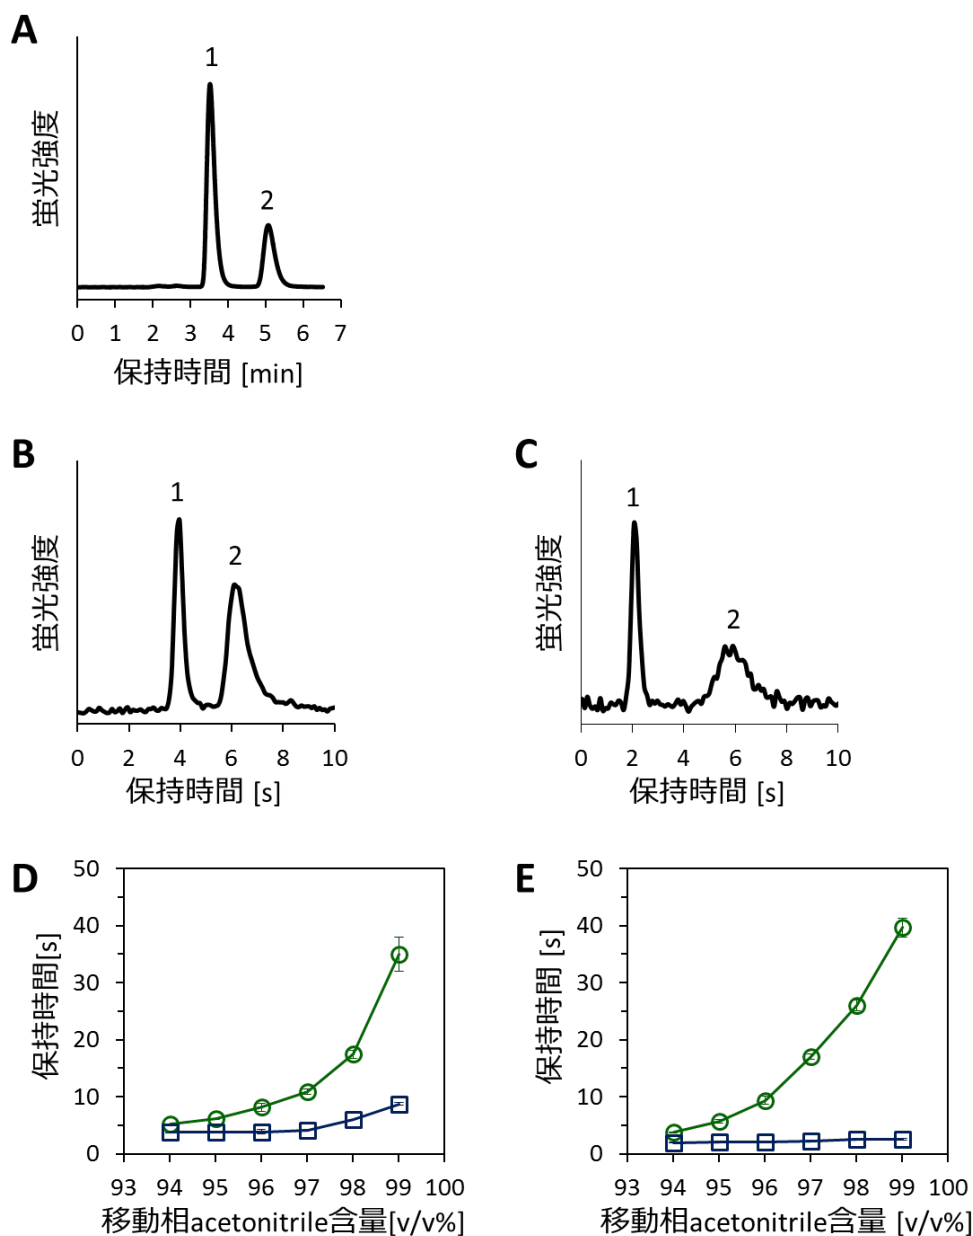 A
1
2
蛍光強度
0 1 2 3 4 5 6 7
保持時間 [min]
B
1
2
蛍光強度
0 2 4 6 8 10
保持時間 [s]
C
1
2
蛍光強度
0 2 4 6 8 10
保持時間 [s]
D
50
40
30
20
10
0
保持時間[s]
93 94 95 96 97 98 99 100
移動相acetonitrile含量[v/v%]
E
50
40
30
20
10
0
保持時間 [s]
93 94 95 96 97 98 99 100
移動相acetonitrile含量 [v/v%]